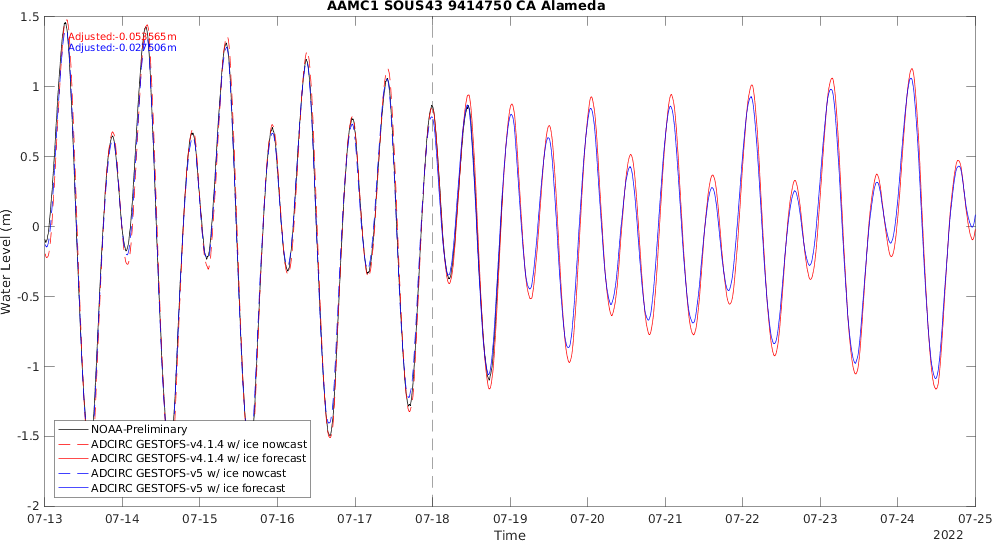 AAMC1 SOUS43 9414750 CA Alameda
Adjusted:-0.053565m
Adjusted:-0.027506m
Water Level (m)
1.5
1
0.5
0
-0.5
-1
-1.5
-2
NOAA-Preliminary
ADCIRC GESTOFS-v4.1.4 w/ ice nowcast
ADCIRC GESTOFS-v4.1.4 w/ ice forecast
ADCIRC GESTOFS-v5 w/ ice nowcast
ADCIRC GESTOFS-v5 w/ ice forecast
07-13 07-14 07-15 07-16 07-17 07-18 07-19 07-20 07-21 07-22 07-23 07-24 07-25
Time
2022